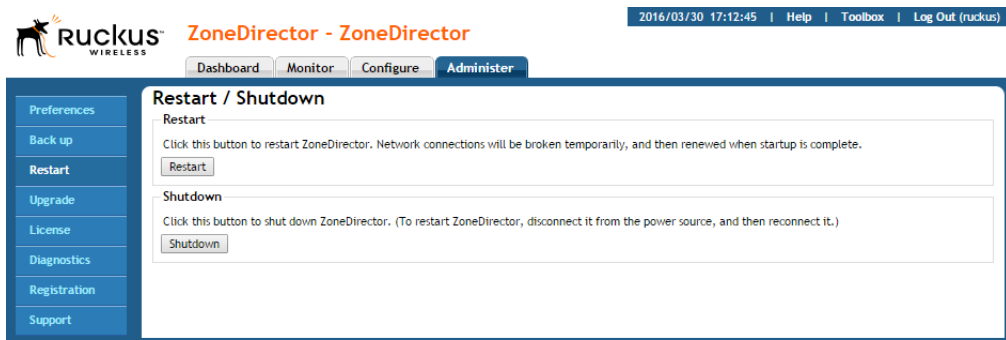 2016/03/30 17:12:45 | Help | Toolbox | Log Out (ruckus)
RUCKUS™
WIRELESS
ZoneDirector - ZoneDirector
Dashboard Monitor Configure Administer
Preferences
Back up
Restart
Upgrade
License
Diagnostics
Registration
Support
Restart / Shutdown
Restart
Click this button to restart ZoneDirector. Network connections will be broken temporarily, and then renewed when startup is complete.
Restart
Shutdown
Click this button to shut down ZoneDirector. (To restart ZoneDirector, disconnect it from the power source, and then reconnect it.)
Shutdown